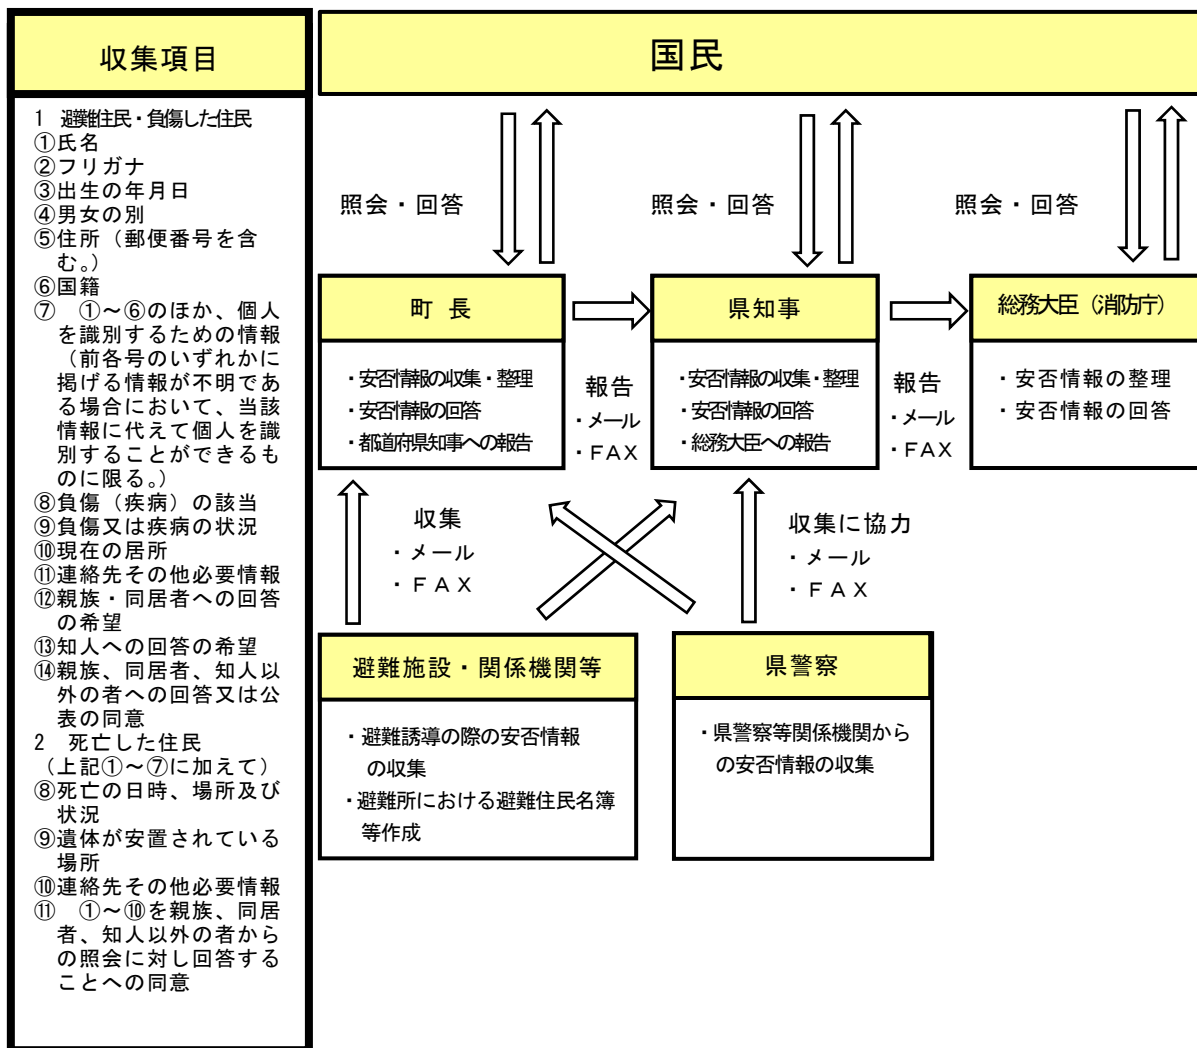 収集項目
1 避難住民・負傷した住民
①氏名
②フリガナ
③出生の年月日
④男女の別
⑤住所（郵便番号を含
む。）
⑥国籍
⑦ ①～⑥のほか、個人
を識別するための情報
（前各号のいずれかに
掲げる情報が不明であ
る場合において、当該
情報に代えて個人を識
別することができるも
のに限る。）
⑧負傷（疾病）の該当
⑨負傷又は疾病の状況
⑩現在の居所
⑪連絡先その他必要情報
⑫親族・同居者への回答
の希望
⑬知人への回答の希望
⑭親族、同居者、知人以
外の者への回答又は公
表の同意
2 死亡した住民
（上記①～⑦に加えて）
⑧死亡の日時、場所及び
状況
⑨遺体が安置されている
場所
⑩連絡先その他必要情報
⑪ ①～⑩を親族、同居
者、知人以外の者から
の照会に対し回答する
ことへの同意
国民
照会・回答
照会・回答
照会・回答
町 長
・安否情報の収集・整理
・安否情報の回答
・都道府県知事への報告
報告
・メール
・ＦＡＸ
県知事
・安否情報の収集・整理
・安否情報の回答
・総務大臣への報告
報告
・メール
・ＦＡＸ
総務大臣（消防庁）
・安否情報の整理
・安否情報の回答
収集
・メール
・ＦＡＸ
収集に協力
・メール
・ＦＡＸ
避難施設・関係機関等
・避難誘導の際の安否情報
の収集
・避難所における避難住民名簿
等作成
県警察
・県警察等関係機関から
の安否情報の収集